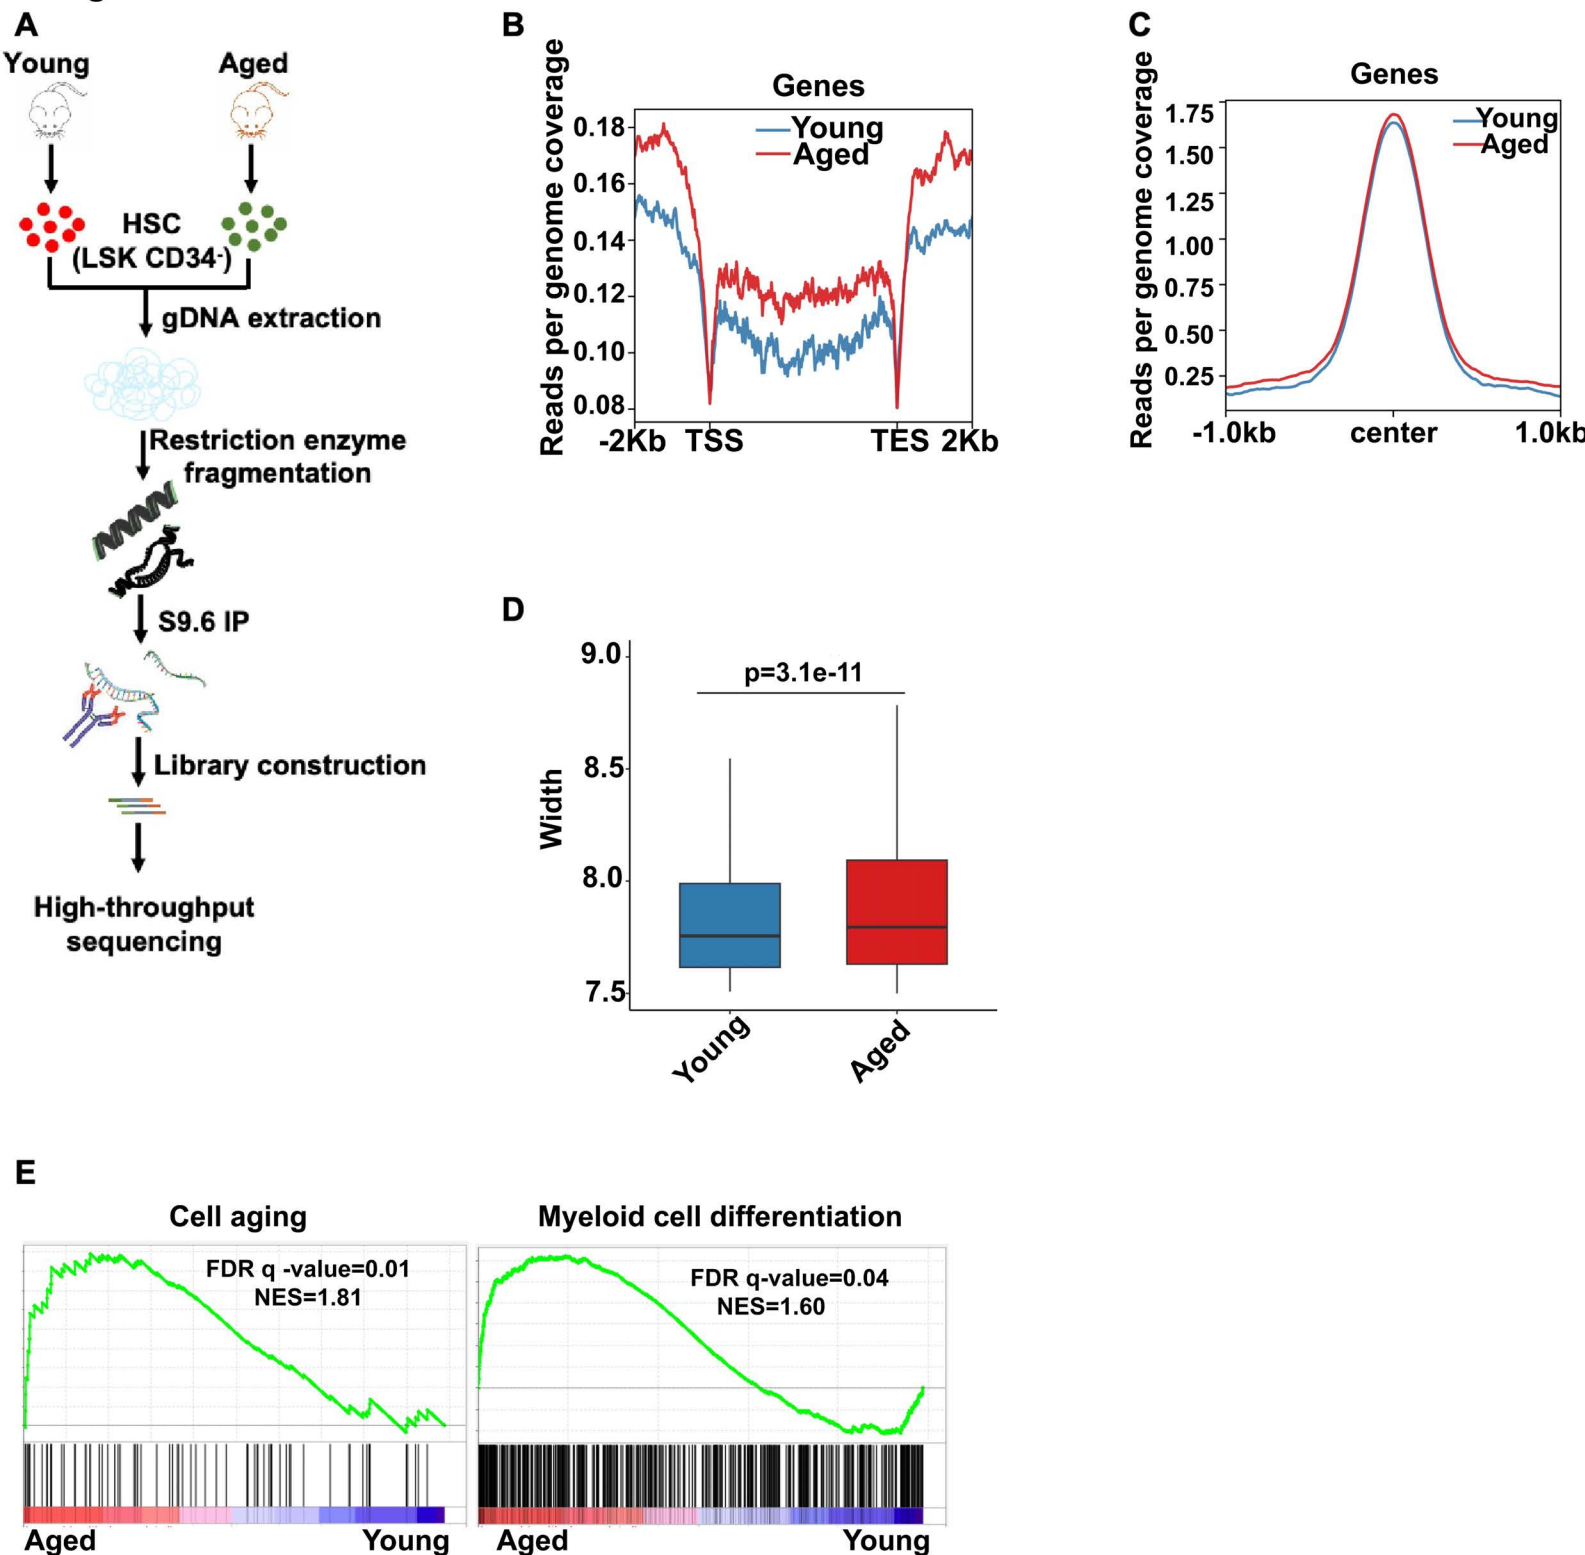 A
Young
Aged
HSC
(LSK CD34-)
gDNA extraction
Restriction enzyme
fragmentation
S9.6 IP
Library construction
High-throughput
sequencing
B
Genes
Reads per genome coverage
Young
Aged
0.18
0.16
0.14
0.12
0.10
0.08
-2Kb
TSS
TES
2Kb
C
Genes
Reads per genome coverage
Young
Aged
1.75
1.50
1.25
1.00
0.75
0.50
0.25
-1.0kb
center
1.0kb
D
Width
p=3.1e-11
9.0
8.5
8.0
7.5
Young
Aged
E
Cell aging
FDR q -value=0.01
NES=1.81
Aged
Young
Myeloid cell differentiation
FDR q-value=0.04
NES=1.60
Aged
Young